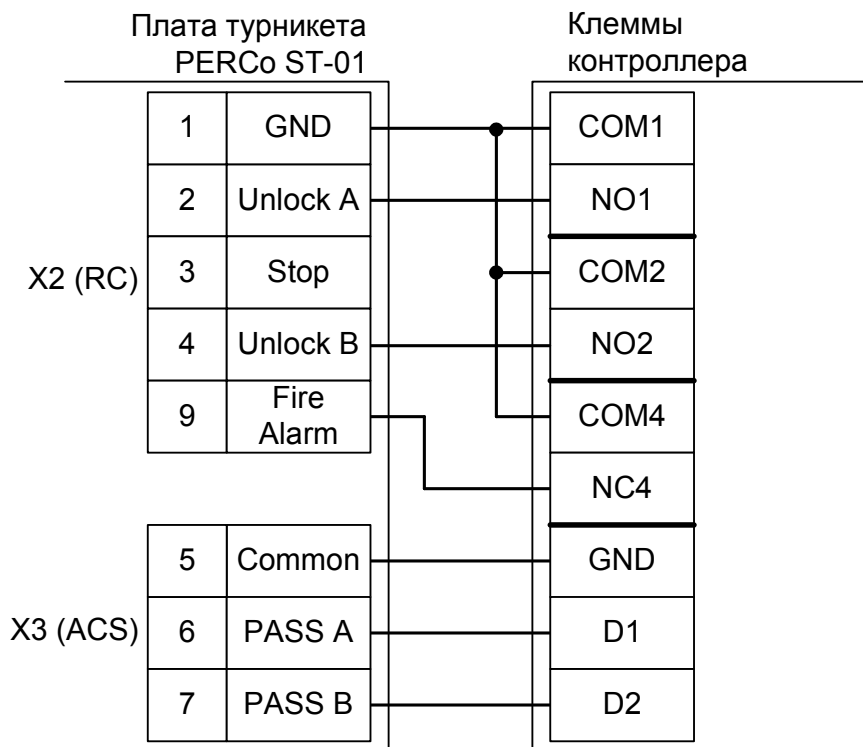 Плата турникета
PERCo ST-01
Клеммы
контроллера
1 GND COM1
2 Unlock A NO1
X2 (RC) 3 Stop COM2
4 Unlock B NO2
9 Fire
Alarm COM4
NC4
5 Common GND
X3 (ACS) 6 PASS A D1
7 PASS B D2